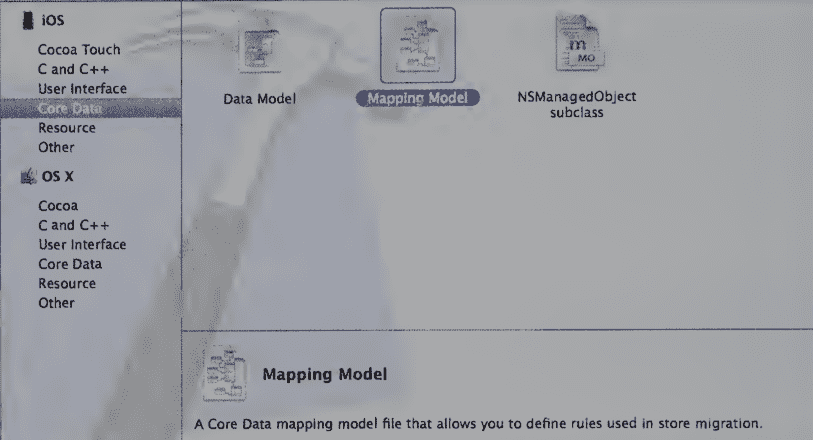 iOS
Cocoa Touch
C and C++
User Interface
Core Data
Resource
Other
OS X
Cocoa
C and C++
User Interface
Core Data
Resource
Other
Data Model
Mapping Model
m
MO
NSManagedObject
subclass
Mapping Model
A Core Data mapping model file that allows you to define rules used in store migration.